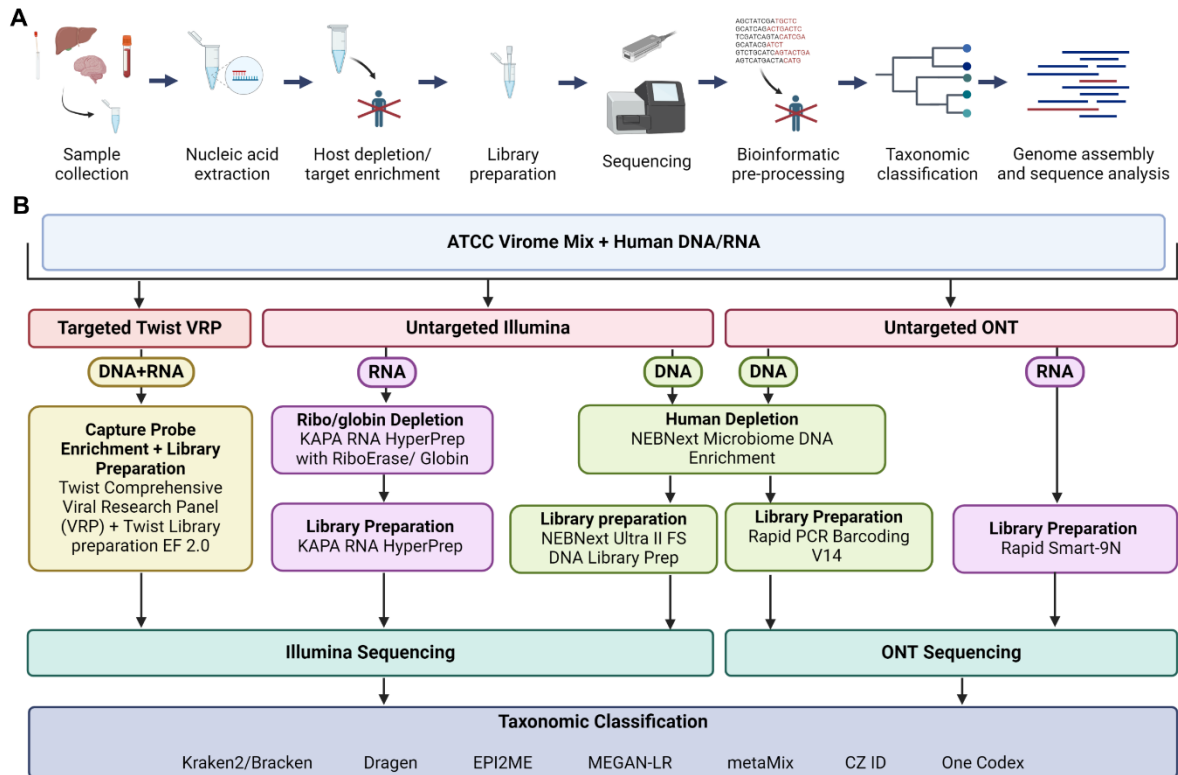 A
AGCTATCGATGCTC
GCATCAGACTGACTC
TCGATCAGTACATCGA
GCATACGATCT
GTCTGCATCAGTACTGA
AGTCATGACTACATG
Sample
collection
Nucleic acid
extraction
Host depletion/
target enrichment
Library
preparation
Sequencing
Bioinformatic
pre-processing
Taxonomic
classification
Genome assembly
and sequence analysis
B
ATCC Virome Mix + Human DNA/RNA
Targeted Twist VRP
Untargeted Illumina
Untargeted ONT
DNA+RNA
RNA
DNA
DNA
RNA
Capture Probe
Enrichment + Library
Preparation
Twist Comprehensive
Viral Research Panel
(VRP) + Twist Library
preparation EF 2.0
Ribo/globin Depletion
KAPA RNA HyperPrep
with RiboErase/ Globin
Human Depletion
NEBNext Microbiome DNA
Enrichment
Library Preparation
KAPA RNA HyperPrep
Library preparation
NEBNext Ultra II FS
DNA Library Prep
Library Preparation
Rapid PCR Barcoding
V14
Library Preparation
Rapid Smart-9N
Illumina Sequencing
ONT Sequencing
Taxonomic Classification
Kraken2/Bracken
Dragen
EPI2ME
MEGAN-LR
metaMix
CZ ID
One Codex